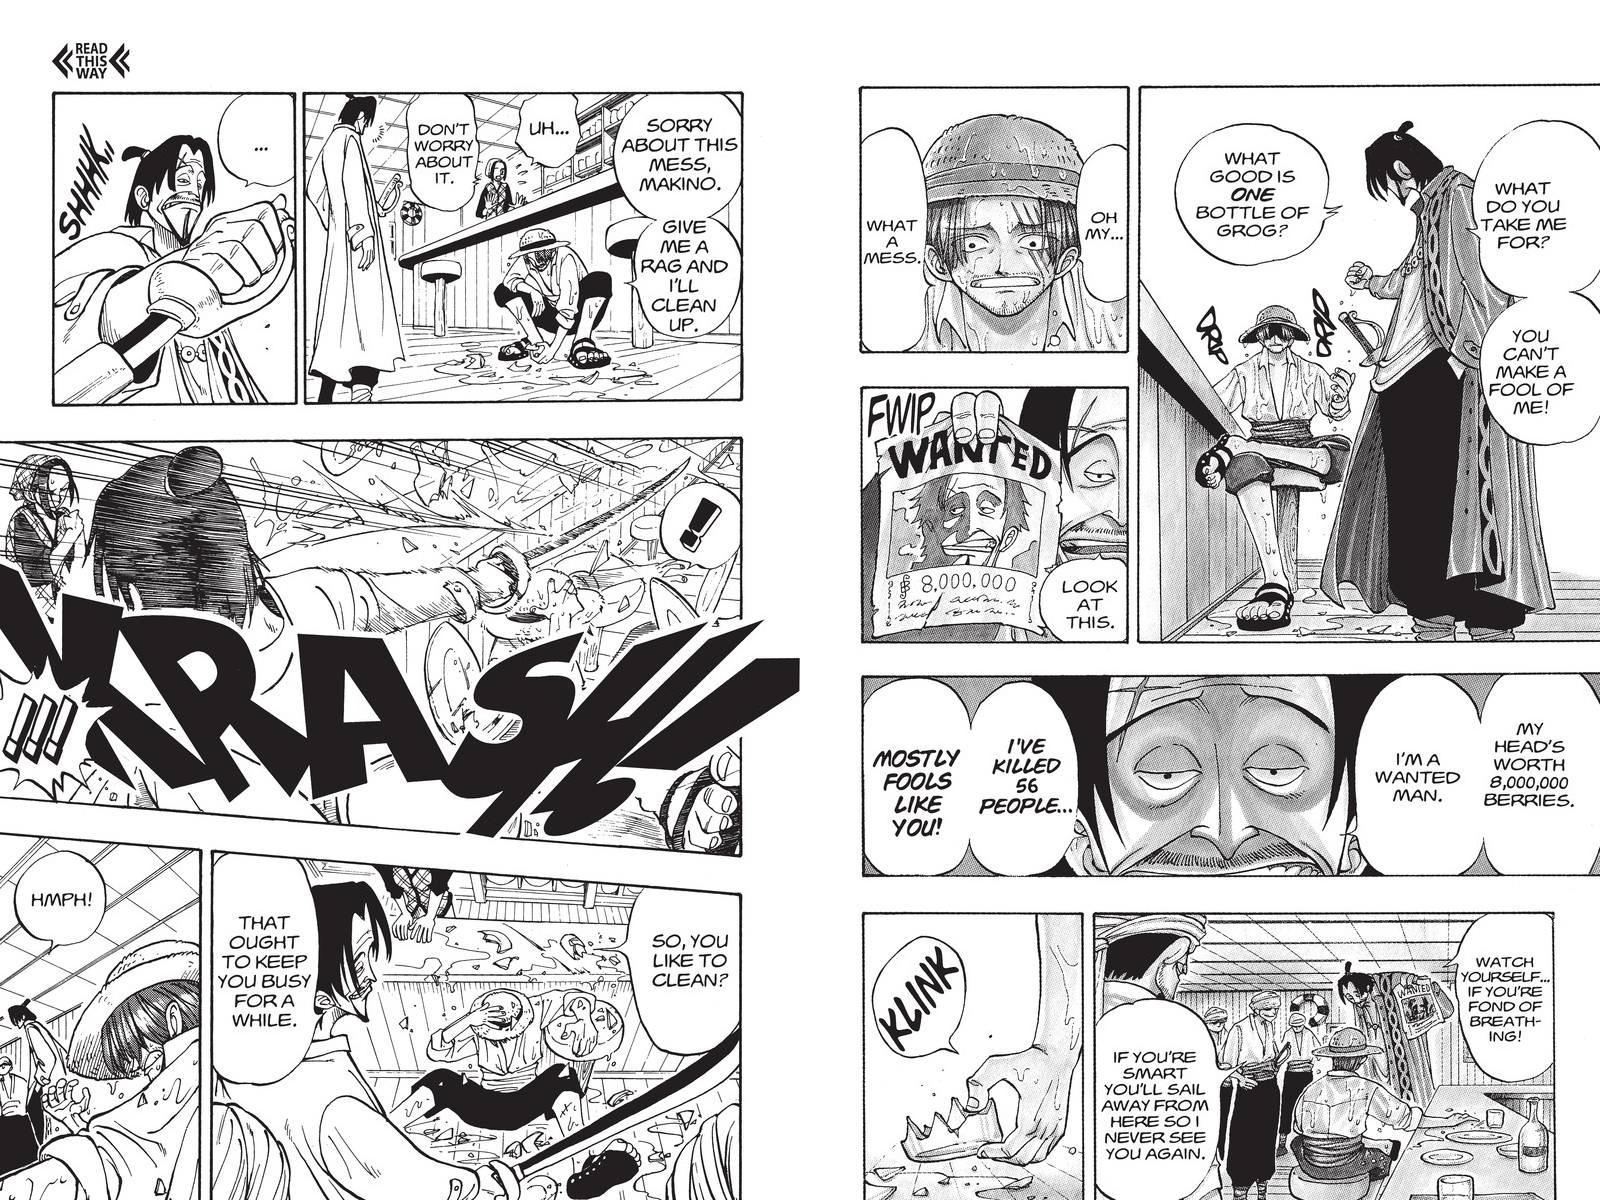 READ
THIS
WAY
WHAT
DO YOU
TAKE ME
FOR?
YOU
CAN'T
MAKE A
FOOL OF
ME!
WHAT
GOOD IS
ONE
BOTTLE OF
GROG?
DRIP
DRIP
OH
MY...
WHAT
A
MESS.
FWIP
WANTED
8,000,000
LOOK
AT
THIS.
MY
HEAD'S
WORTH
8,000,000
BERRIES.
I'M A
WANTED
MAN.
I'VE
KILLED
56
PEOPLE...
MOSTLY
FOOLS
LIKE
YOU!
WATCH
YOURSELF...
IF YOU'RE
FOND OF
BREATH-
ING!
WANTED
IF YOU'RE
SMART
YOU'LL SAIL
AWAY FROM
HERE SO I
NEVER SEE
YOU AGAIN.
KLINK
SORRY
ABOUT THIS
MESS,
MAKINO.
GIVE
ME A
RAG AND
I'LL
CLEAN
UP.
UH...
DON'T
WORRY
ABOUT
IT.
...
SHHHK
!!
KRASH!!
!!!
SO, YOU
LIKE TO
CLEAN?
THAT
OUGHT
TO KEEP
YOU BUSY
FOR A
WHILE.
HMPH!